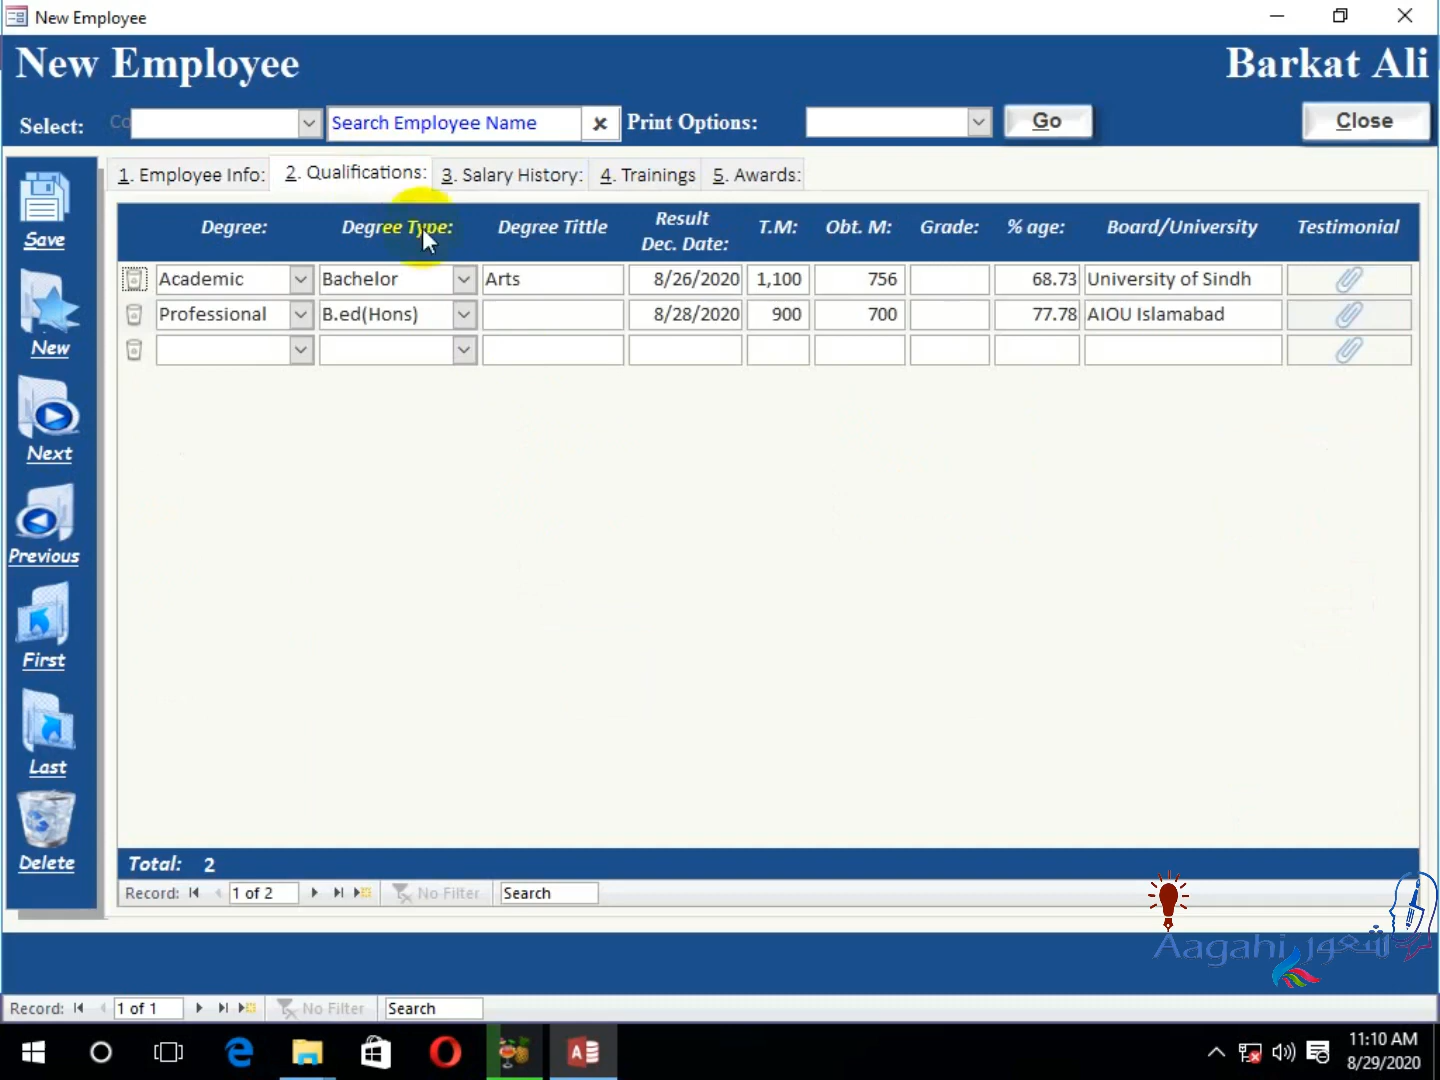 New Employee
New Employee
Barkat Ali
Select:
Co
Search Employee Name
Print Options:
Go
Close
1. Employee Info:
2. Qualifications:
3. Salary History:
4. Trainings
5. Awards:
Degree:
Degree Type:
Degree Tittle
Result
Dec. Date:
T.M:
Obt. M:
Grade:
% age:
Board/University
Testimonial
Academic Bachelor Arts 8/26/2020 1,100 756 68.73 University of Sindh
Professional B.ed(Hons) 8/28/2020 900 700 77.78 AIOU Islamabad
Save
New
Next
Previous
First
Last
Delete
Total: 2
Record: 1 of 2 No Filter Search
Aagahi شعور
Record: 1 of 1 No Filter Search
11:10 AM
8/29/2020